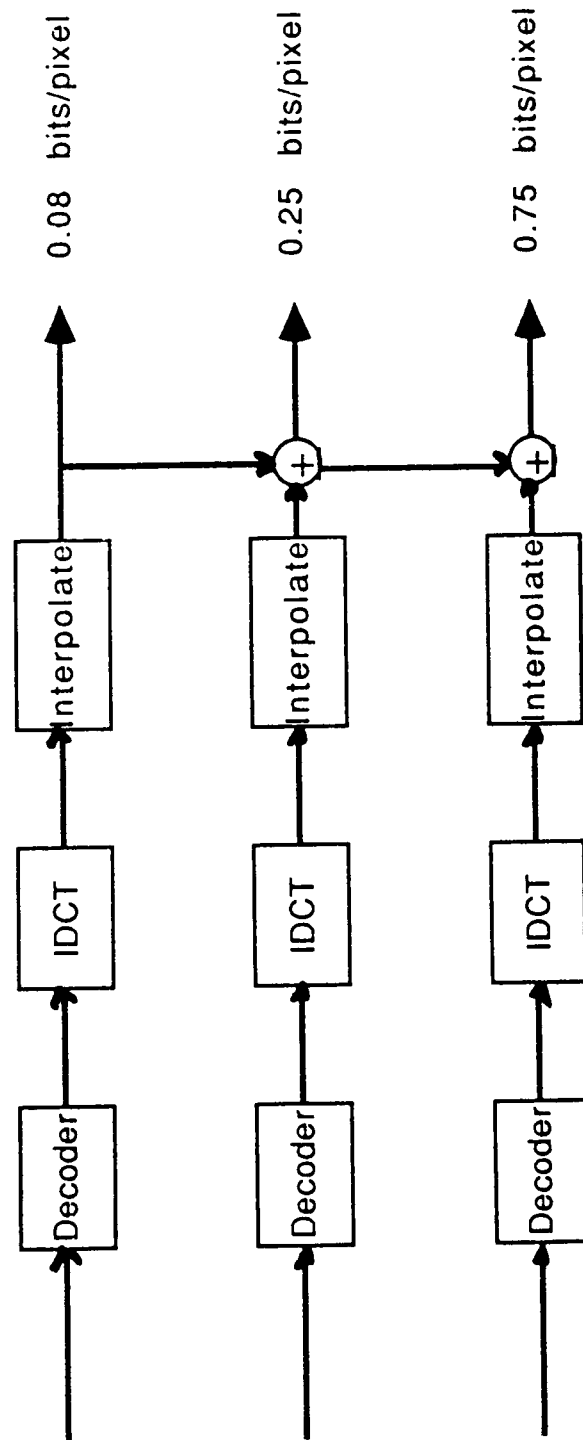 Decoder
IDCT
Interpolate
0.08 bits/pixel
Decoder
IDCT
Interpolate
+
0.25 bits/pixel
Decoder
IDCT
Interpolate
+
0.75 bits/pixel